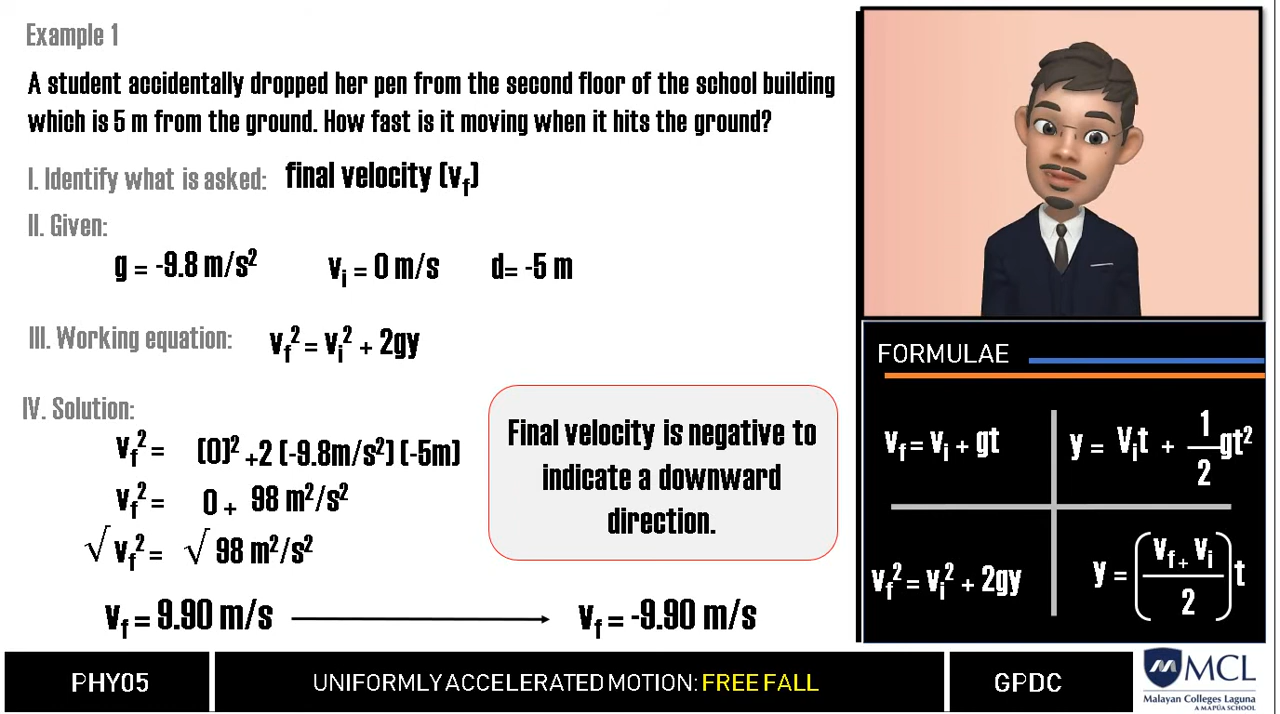 Example 1
A student accidentally dropped her pen from the second floor of the school building
which is 5 m from the ground. How fast is it moving when it hits the ground?
I. Identify what is asked: final velocity (vf)
II. Given:
g = -9.8 m/s² vi = 0 m/s d= -5 m
III. Working equation: vf² = vi² + 2gy
IV. Solution:
vf² = (0)² +2 (-9.8m/s²) (-5m)
vf² = 0 + 98 m²/s²
√ vf² = √ 98 m²/s²
vf = 9.90 m/s
vf = -9.90 m/s
Final velocity is negative to
indicate a downward
direction.
FORMULAE
vf = vi + gt
y = Vit + 1/2 gt²
vf² = vi² + 2gy
y = (vf + vi / 2) t
PHY05
UNIFORMLY ACCELERATED MOTION: FREE FALL
GPDC
MCL
Malayan Colleges Laguna
A MAPÚA SCHOOL